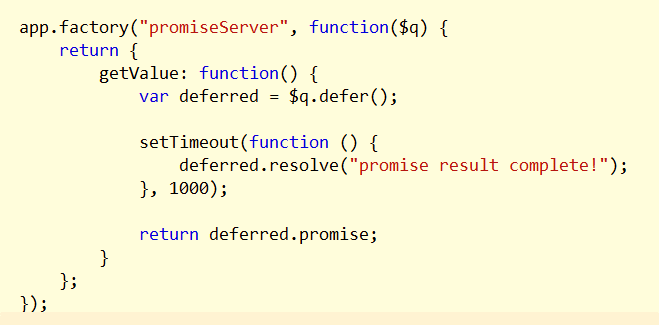 app.factory("promiseServer", function($q) {
    return {
        getValue: function() {
            var deferred = $q.defer();

            setTimeout(function () {
                deferred.resolve("promise result complete!");
            }, 1000);

            return deferred.promise;
        }
    };
});